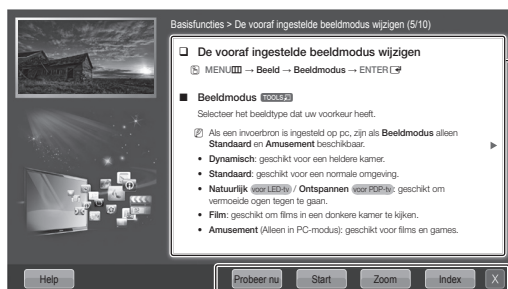 Basisfuncties > De vooraf ingestelde beeldmodus wijzigen (5/10)
❑ De vooraf ingestelde beeldmodus wijzigen
MENU → Beeld → Beeldmodus → ENTER
■ Beeldmodus TOOLS
Selecteer het beeldtype dat uw voorkeur heeft.
Als een invoerbron is ingesteld op pc, zijn als Beeldmodus alleen
Standaard en Amusement beschikbaar.
• Dynamisch: geschikt voor een heldere kamer.
• Standaard: geschikt voor een normale omgeving.
• Natuurlijk voor LED-tv / Ontspannen voor PDP-tv: geschikt om
vermoeide ogen tegen te gaan.
• Film: geschikt om films in een donkere kamer te kijken.
• Amusement (Alleen in PC-modus): geschikt voor films en games.
Help
Probeer nu
Start
Zoom
Index
X